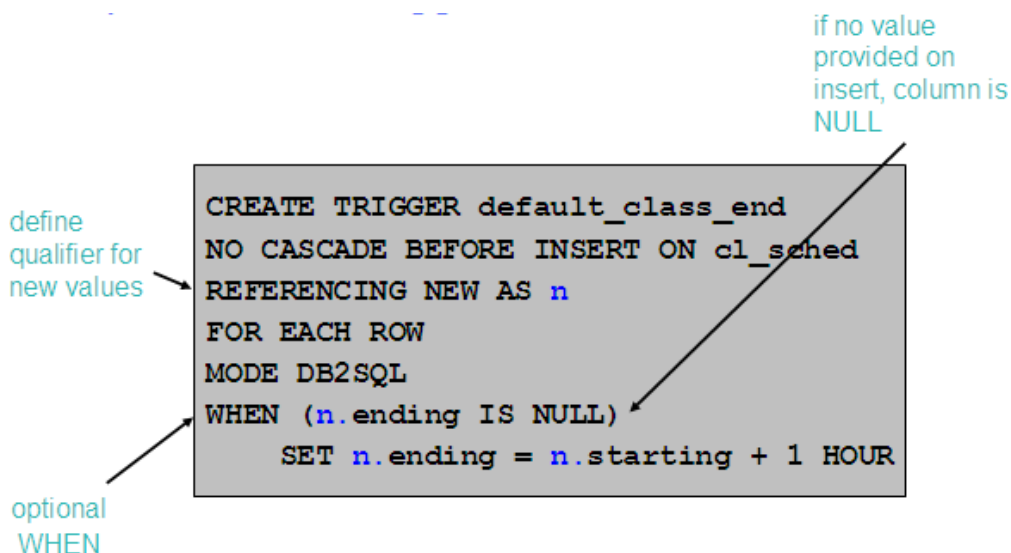 if no value
provided on
insert, column is
NULL
define
qualifier for
new values
CREATE TRIGGER default_class_end
NO CASCADE BEFORE INSERT ON cl_sched
REFERENCING NEW AS n
FOR EACH ROW
MODE DB2SQL
WHEN (n.ending IS NULL)
SET n.ending = n.starting + 1 HOUR
optional
WHEN